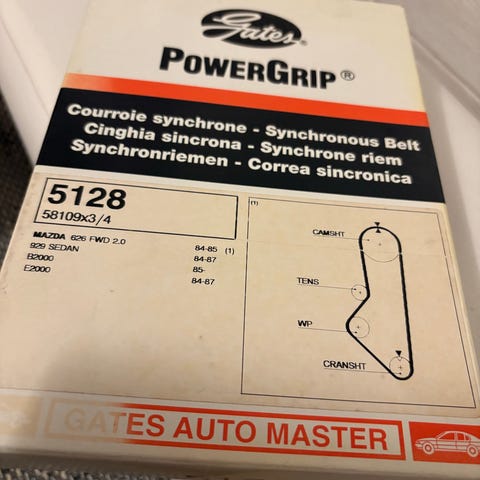 Gates
POWERGRIP®
Courroie synchrone - Synchronous Belt
Cinghia sincrona - Synchrone riem
Synchronriemen - Correa sincronica
5128
58109x3/4
MAZDA 626 FWD 2.0 84-85 (1)
929 SEDAN 84-87
B2000 85-
E2000 84-87
(1)
CAMSHT
TENS
WP
CRANSHT
GATES AUTO MASTER